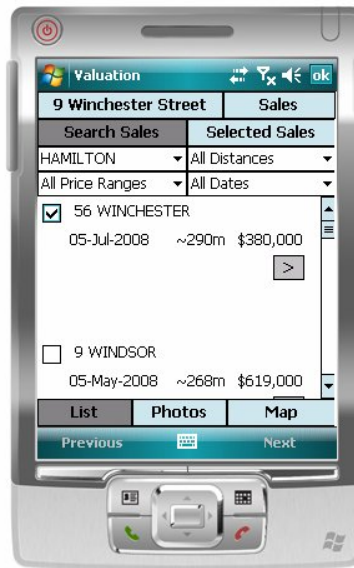 Valuation ok
9 Winchester Street Sales
Search Sales Selected Sales
HAMILTON All Distances
All Price Ranges All Dates
56 WINCHESTER
05-Jul-2008 ~290m $380,000
>
9 WINDSOR
05-May-2008 ~268m $619,000
List Photos Map
Previous Next